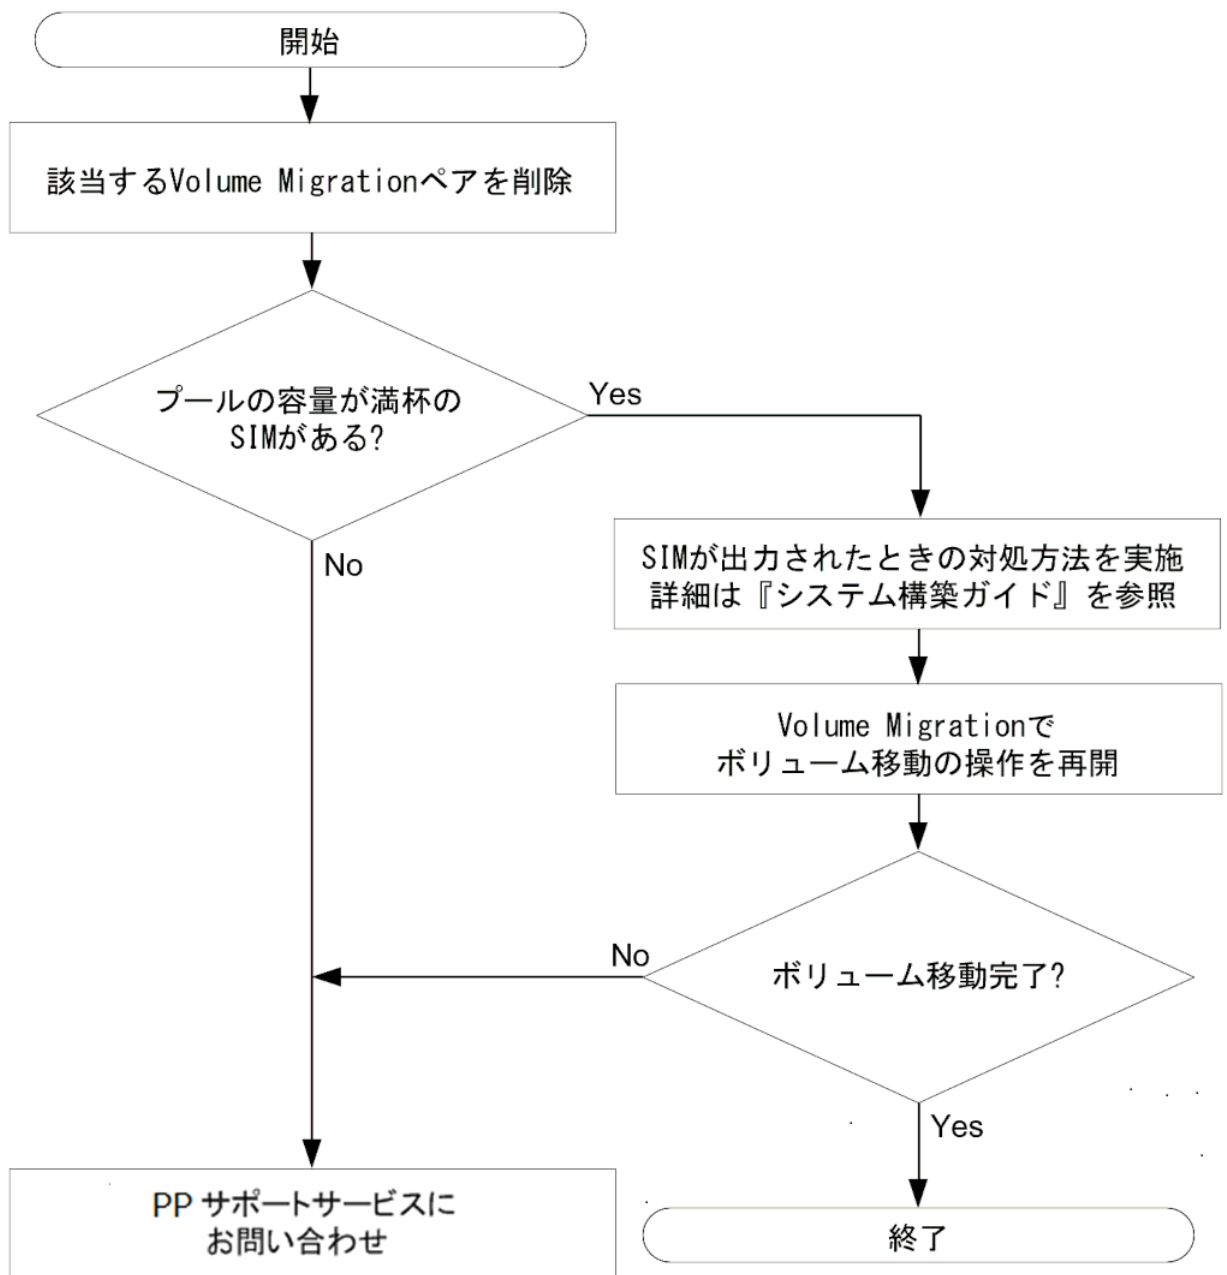 開始
該当するVolume Migrationペアを削除
プールの容量が満杯の
SIMがある?
Yes
No
SIMが出力されたときの対処方法を実施
詳細は『システム構築ガイド』を参照
Volume Migrationで
ボリューム移動の操作を再開
No
ボリューム移動完了?
Yes
PP サポートサービスに
お問い合わせ
終了